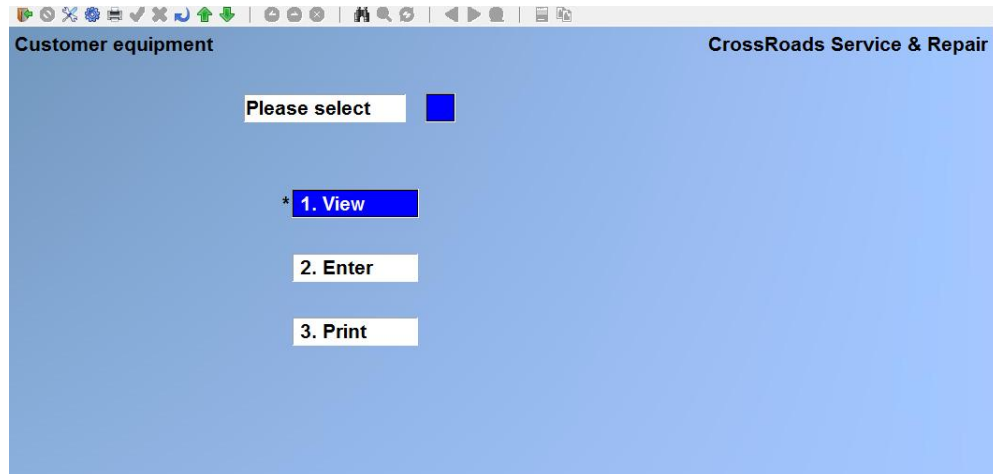 Customer equipment CrossRoads Service & Repair
Please select
* 1. View
2. Enter
3. Print